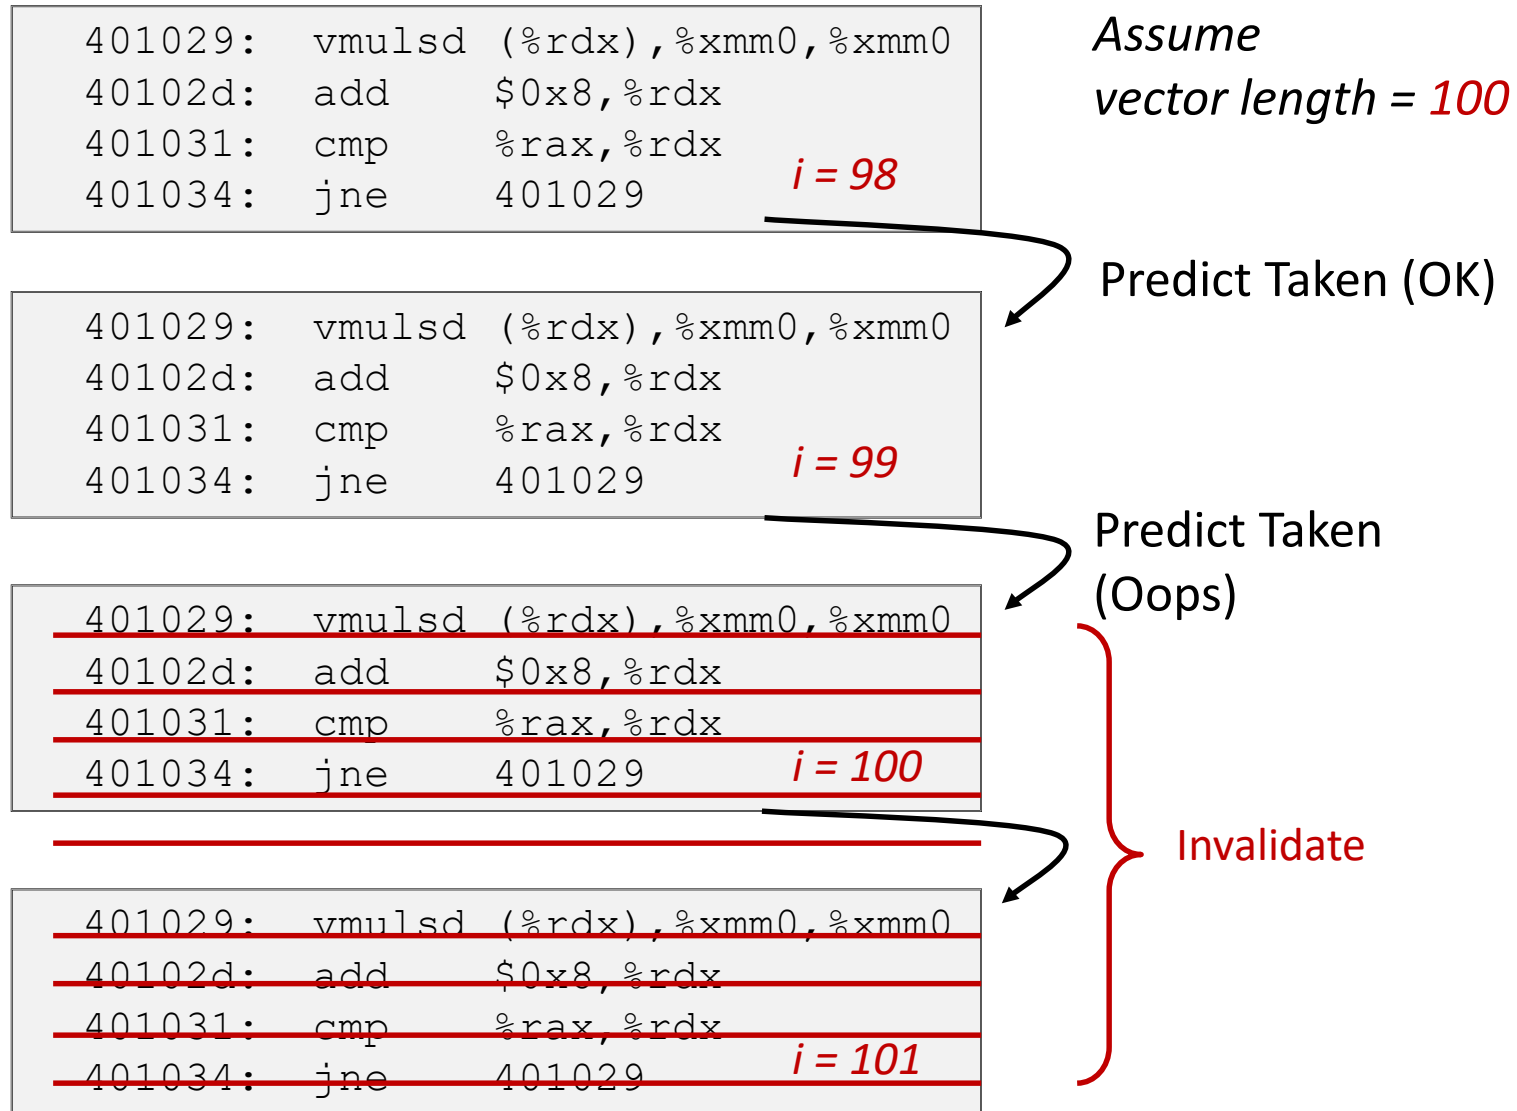 401029: vmulsd (%rdx),%xmm0,%xmm0
40102d: add $0x8,%rdx
401031: cmp %rax,%rdx
401034: jne 401029
i = 98
Assume
vector length = 100
Predict Taken (OK)
401029: vmulsd (%rdx),%xmm0,%xmm0
40102d: add $0x8,%rdx
401031: cmp %rax,%rdx
401034: jne 401029
i = 99
Predict Taken
(Oops)
401029: vmulsd (%rdx),%xmm0,%xmm0
40102d: add $0x8,%rdx
401031: cmp %rax,%rdx
401034: jne 401029
i = 100
Invalidate
401029: vmulsd (%rdx),%xmm0,%xmm0
40102d: add $0x8,%rdx
401031: cmp %rax,%rdx
401034: jne 401029
i = 101